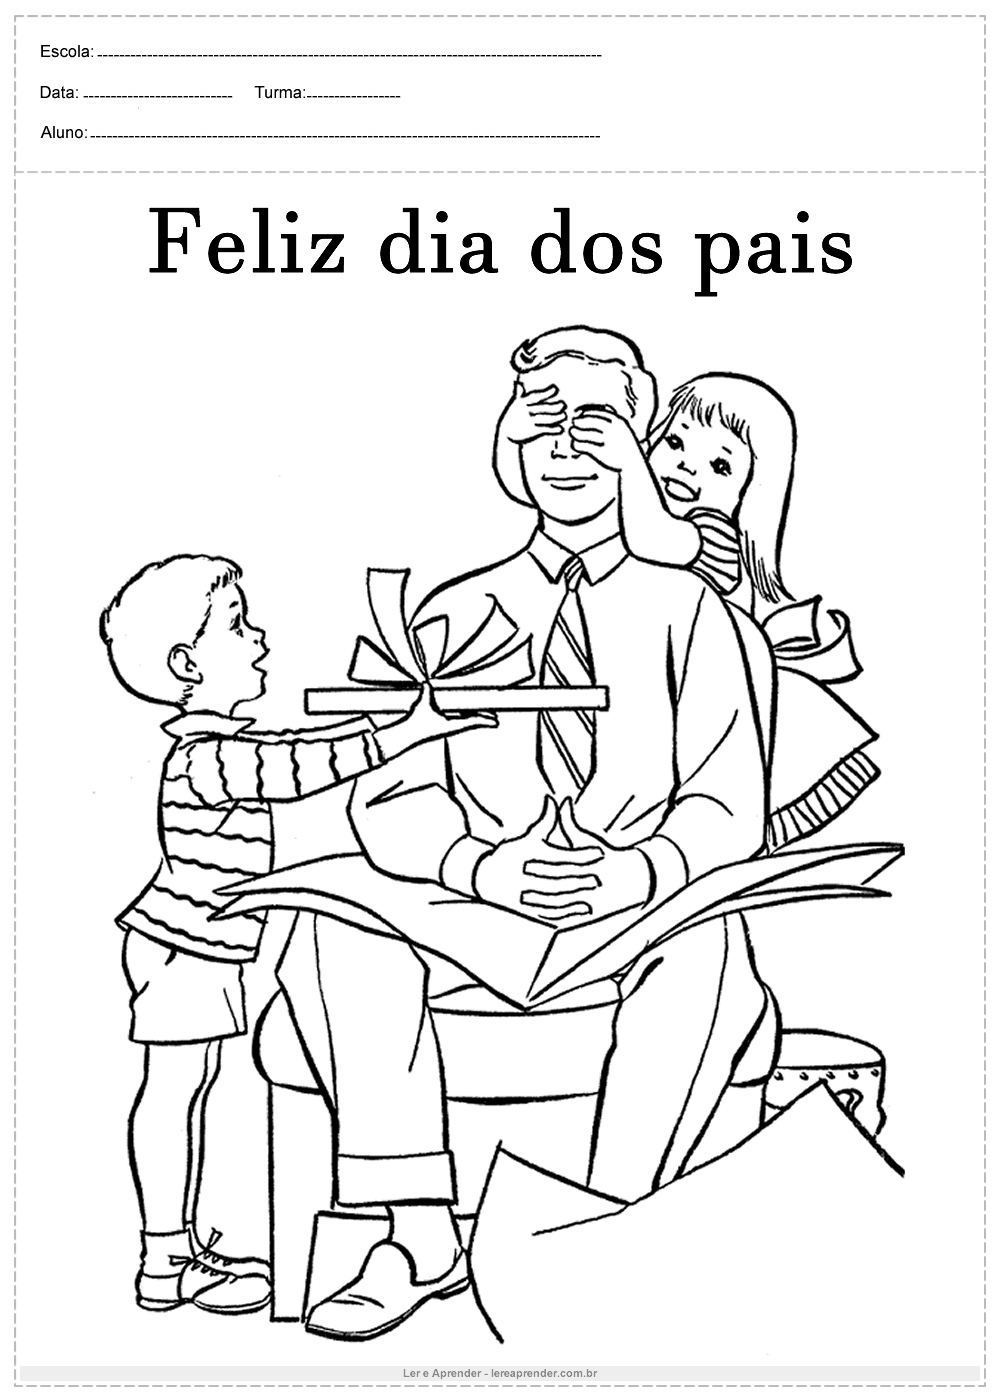 Escola:
Data: Turma:
Aluno:
Feliz dia dos pais
Ler e Aprender - lereaprender.com.br